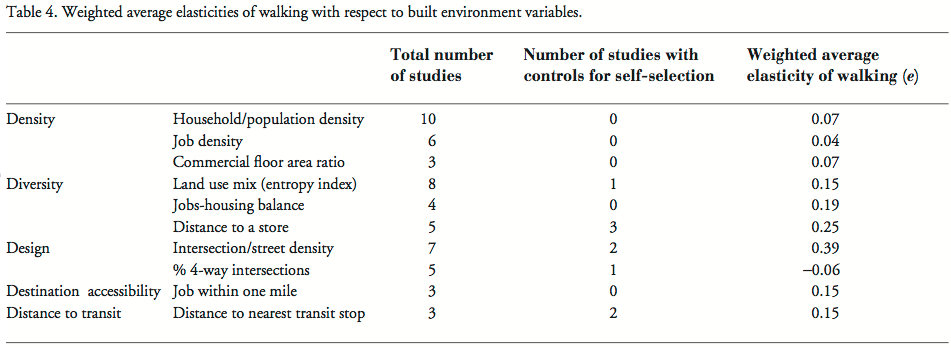 Table 4. Weighted average elasticities of walking with respect to built environment variables.
Total number of studies Number of studies with controls for self-selection Weighted average elasticity of walking (e)
Density Household/population density 10 0 0.07
Job density 6 0 0.04
Commercial floor area ratio 3 0 0.07
Diversity Land use mix (entropy index) 8 1 0.15
Jobs-housing balance 4 0 0.19
Distance to a store 5 3 0.25
Design Intersection/street density 7 2 0.39
% 4-way intersections 5 1 –0.06
Destination accessibility Job within one mile 3 0 0.15
Distance to transit Distance to nearest transit stop 3 2 0.15